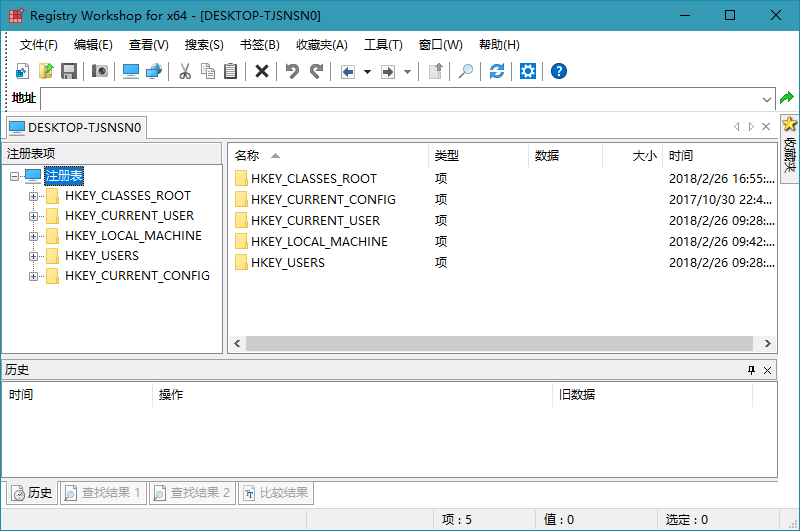 Registry Workshop for x64 - [DESKTOP-TJSNSN0]
文件(F) 编辑(E) 查看(V) 搜索(S) 书签(B) 收藏夹(A) 工具(T) 窗口(W) 帮助(H)
地址
DESKTOP-TJSNSN0
收藏夹
注册表项
注册表
HKEY_CLASSES_ROOT
HKEY_CURRENT_USER
HKEY_LOCAL_MACHINE
HKEY_USERS
HKEY_CURRENT_CONFIG
名称 类型 数据 大小 时间
HKEY_CLASSES_ROOT 项 2018/2/26 16:55:...
HKEY_CURRENT_CONFIG 项 2017/10/30 22:4...
HKEY_CURRENT_USER 项 2018/2/26 09:28:...
HKEY_LOCAL_MACHINE 项 2018/2/26 09:42:...
HKEY_USERS 项 2018/2/26 09:28:...
历史
时间 操作 旧数据
历史 查找结果 1 查找结果 2 比较结果
项 : 5 值 : 0 选定 : 0